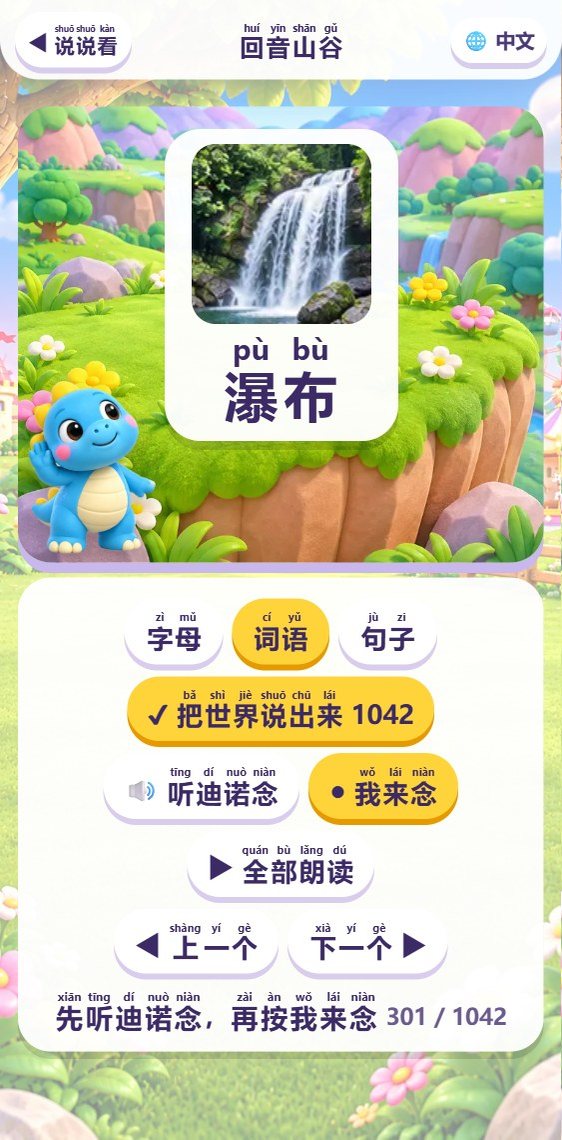 shuō shuō kàn
◀ 说说看
huí yīn shān gǔ
回音山谷
🌐 中文
pù bù
瀑布
zì mǔ
字母
cí yǔ
词语
jù zi
句子
bǎ shì jiè shuō chū lái
✓ 把世界说出来 1042
tīng dí nuò niàn
🔊 听迪诺念
wǒ lái niàn
● 我来念
quán bù lǎng dú
▶ 全部朗读
shàng yí gè
◀ 上一个
xià yí gè
下一个 ▶
xiān tīng dí nuò niàn zài àn wǒ lái niàn
先听迪诺念，再按我来念 301 / 1042